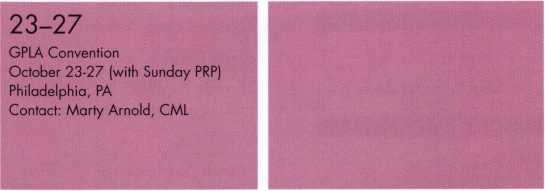 23–27
GPLA Convention
October 23-27 (with Sunday PRP)
Philadelphia, PA
Contact: Marty Arnold, CML